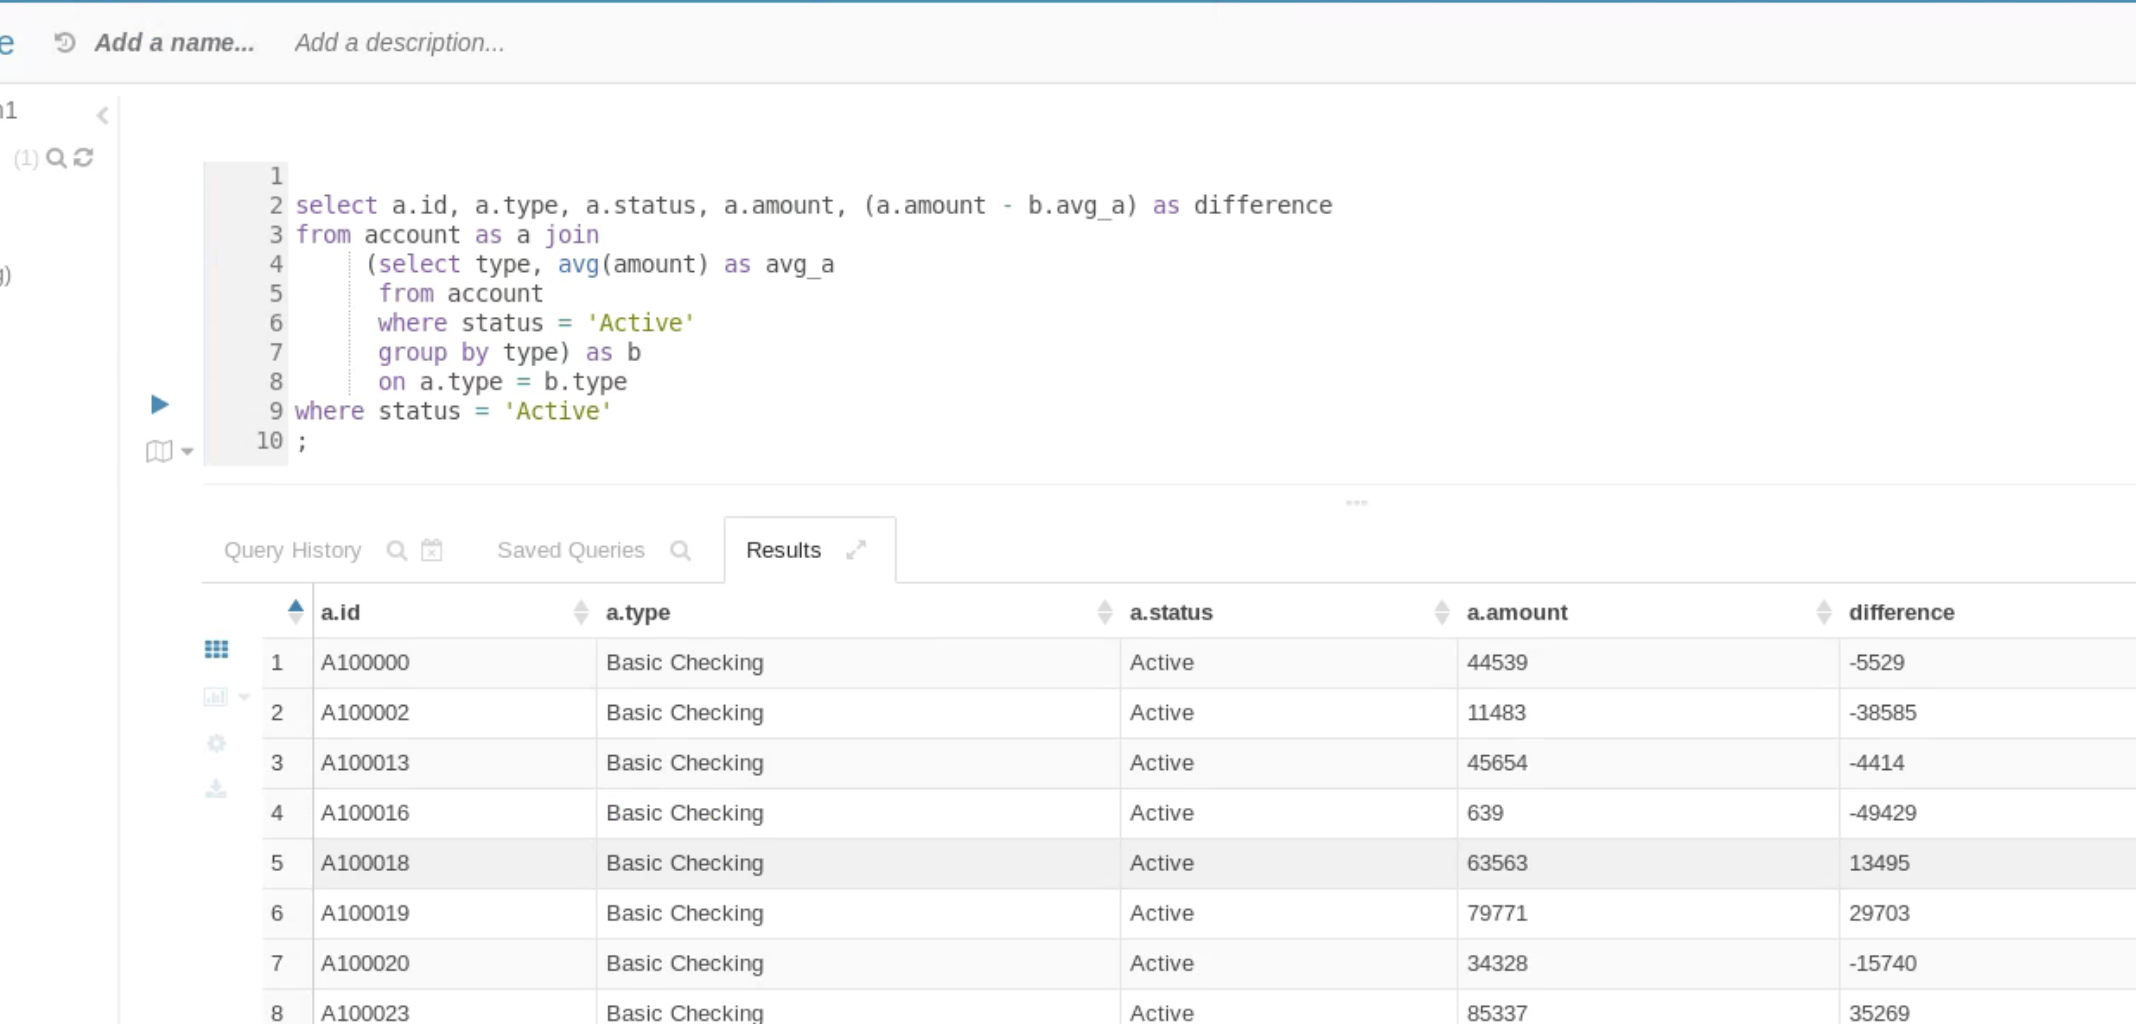 e Add a name... Add a description...
n1
(1)
g)
1
2 select a.id, a.type, a.status, a.amount, (a.amount - b.avg_a) as difference
3 from account as a join
4 (select type, avg(amount) as avg_a
5 from account
6 where status = 'Active'
7 group by type) as b
8 on a.type = b.type
9 where status = 'Active'
10 ;
Query History Saved Queries Results
a.id a.type a.status a.amount difference
1 A100000 Basic Checking Active 44539 -5529
2 A100002 Basic Checking Active 11483 -38585
3 A100013 Basic Checking Active 45654 -4414
4 A100016 Basic Checking Active 639 -49429
5 A100018 Basic Checking Active 63563 13495
6 A100019 Basic Checking Active 79771 29703
7 A100020 Basic Checking Active 34328 -15740
8 A100023 Basic Checking Active 85337 35269